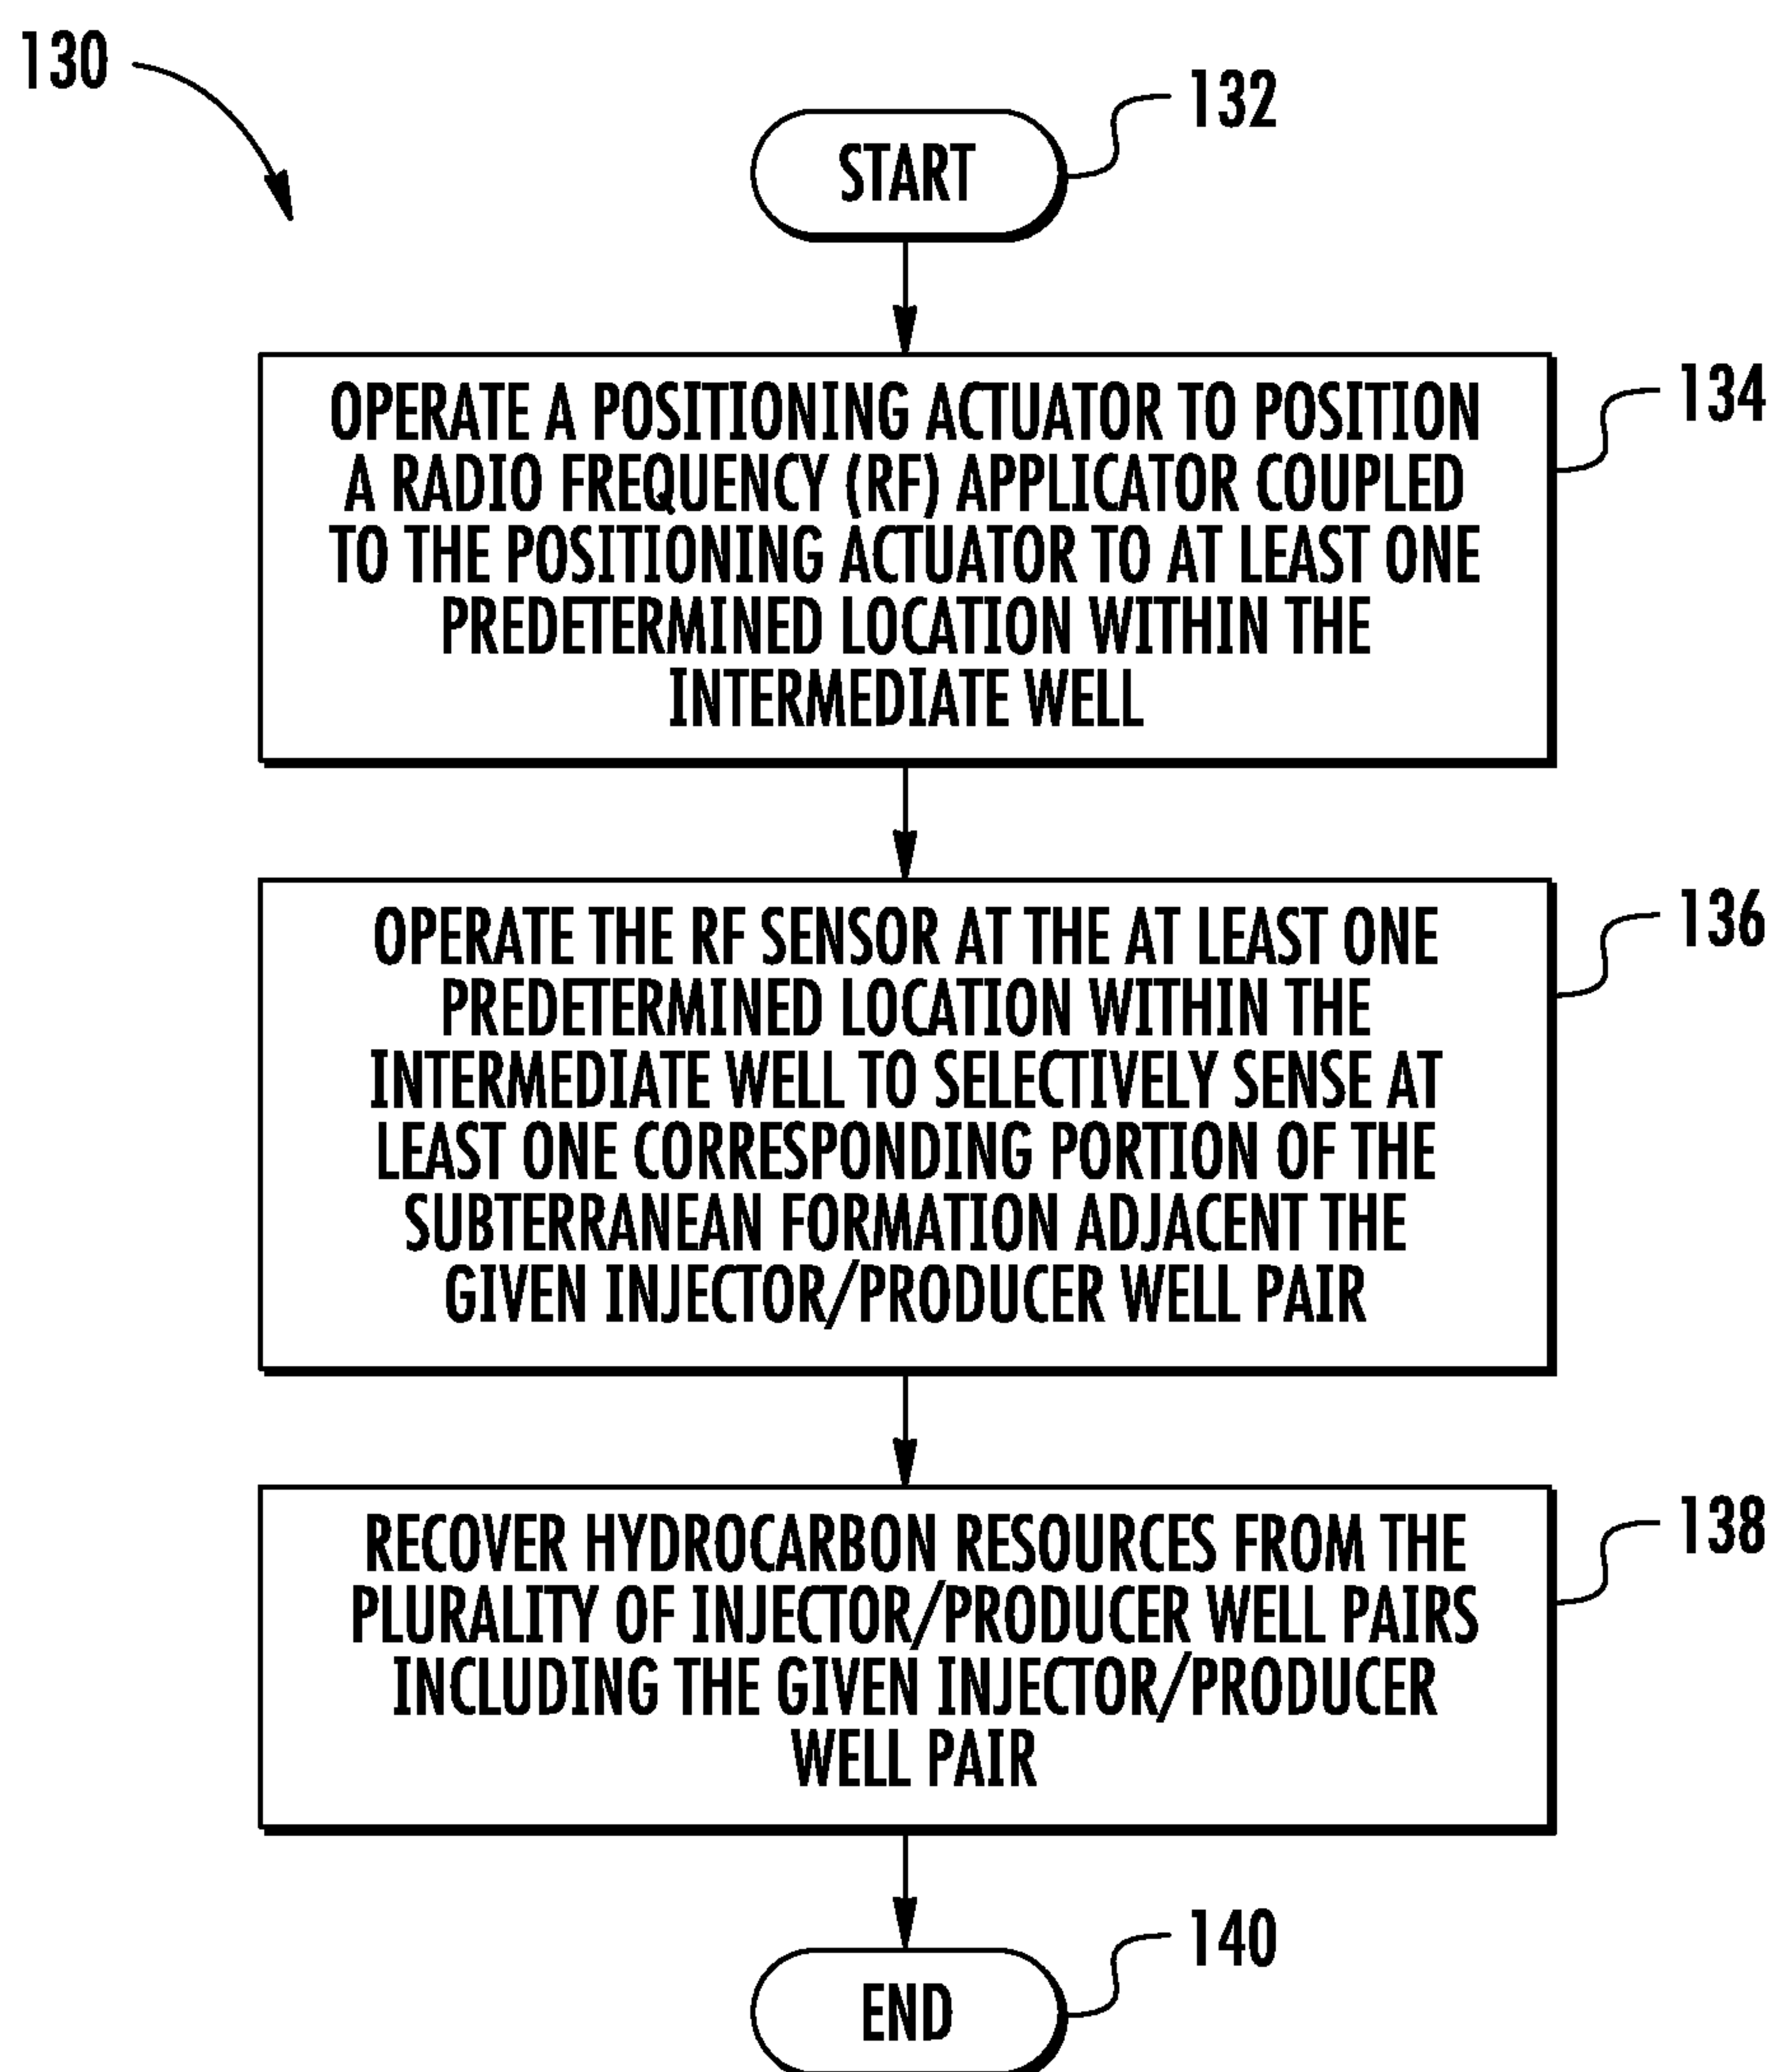 130
132
START
OPERATE A POSITIONING ACTUATOR TO POSITION
A RADIO FREQUENCY (RF) APPLICATOR COUPLED
TO THE POSITIONING ACTUATOR TO AT LEAST ONE
PREDETERMINED LOCATION WITHIN THE
INTERMEDIATE WELL
134
OPERATE THE RF SENSOR AT THE AT LEAST ONE
PREDETERMINED LOCATION WITHIN THE
INTERMEDIATE WELL TO SELECTIVELY SENSE AT
LEAST ONE CORRESPONDING PORTION OF THE
SUBTERRANEAN FORMATION ADJACENT THE
GIVEN INJECTOR/PRODUCER WELL PAIR
136
RECOVER HYDROCARBON RESOURCES FROM THE
PLURALITY OF INJECTOR/PRODUCER WELL PAIRS
INCLUDING THE GIVEN INJECTOR/PRODUCER
WELL PAIR
138
140
END